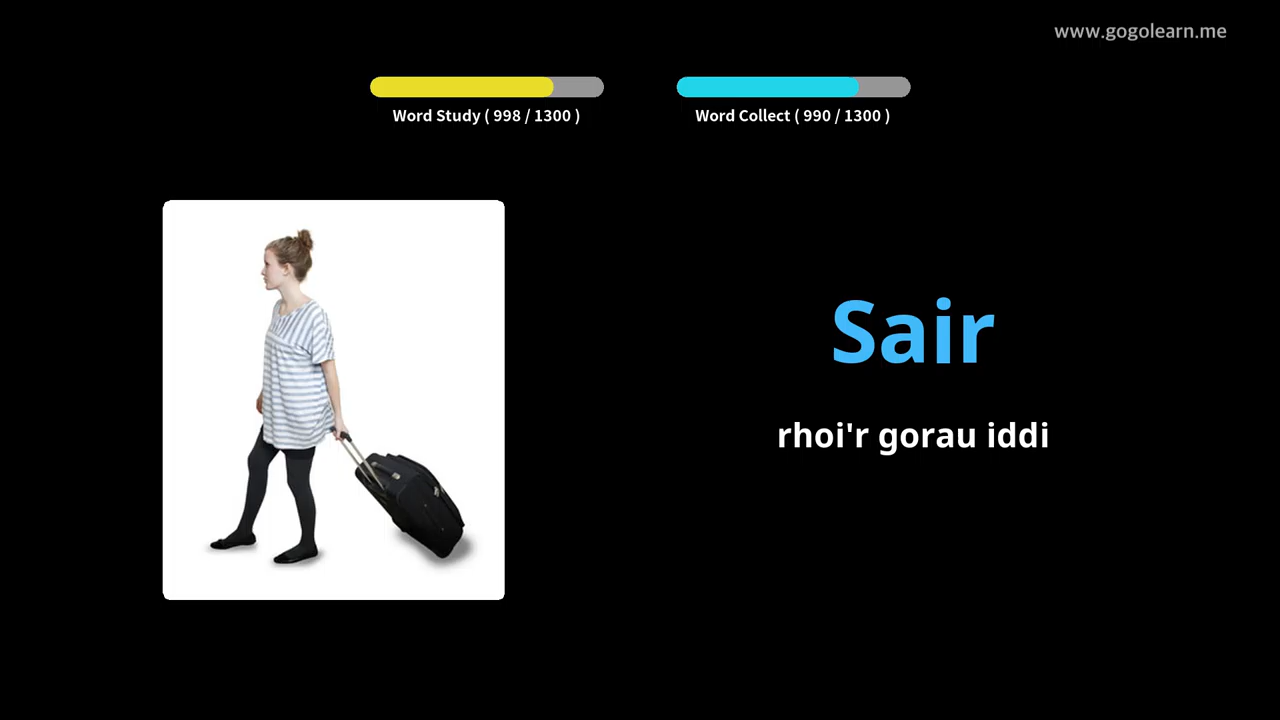 www.gogolearn.me
Word Study ( 998 / 1300 )
Word Collect ( 990 / 1300 )
Sair
rhoi'r gorau iddi